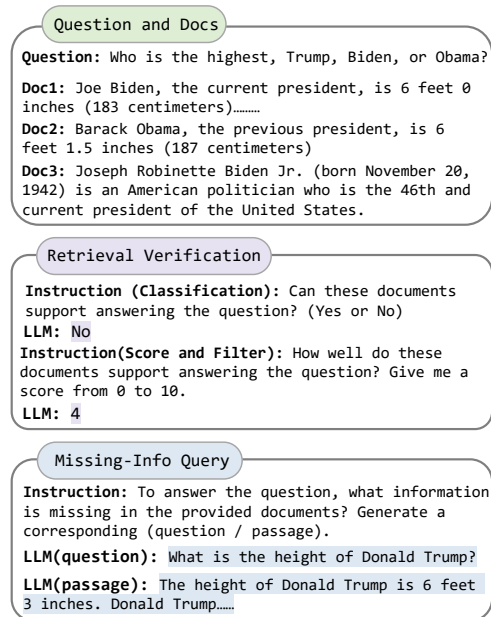 Question and Docs
Question: Who is the highest, Trump, Biden, or Obama?
Doc1: Joe Biden, the current president, is 6 feet 0
inches (183 centimeters)………
Doc2: Barack Obama, the previous president, is 6
feet 1.5 inches (187 centimeters)
Doc3: Joseph Robinette Biden Jr. (born November 20,
1942) is an American politician who is the 46th and
current president of the United States.
Retrieval Verification
Instruction (Classification): Can these documents
support answering the question? (Yes or No)
LLM: No
Instruction(Score and Filter): How well do these
documents support answering the question? Give me a
score from 0 to 10.
LLM: 4
Missing-Info Query
Instruction: To answer the question, what information
is missing in the provided documents? Generate a
corresponding (question / passage).
LLM(question): What is the height of Donald Trump?
LLM(passage): The height of Donald Trump is 6 feet
3 inches. Donald Trump……